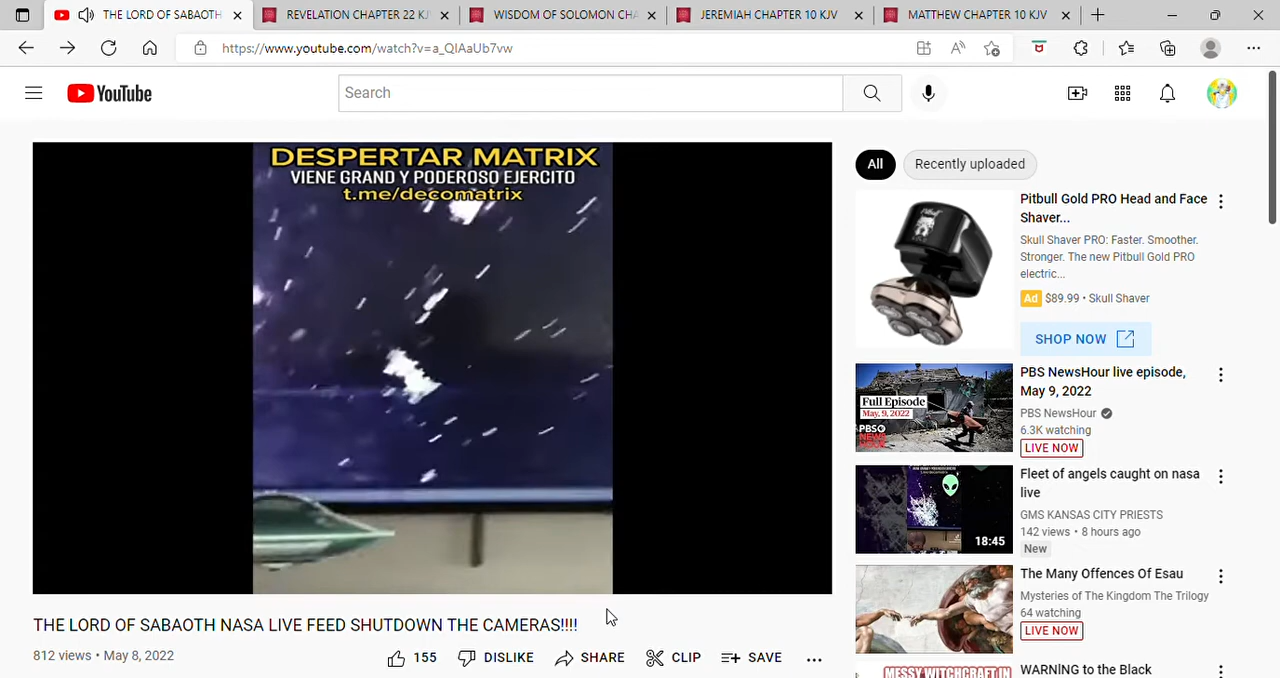 THE LORD OF SABAOTH
REVELATION CHAPTER 22 KJV
WISDOM OF SOLOMON CHA
JEREMIAH CHAPTER 10 KJV
MATTHEW CHAPTER 10 KJV
https://www.youtube.com/watch?v=a_QIAaUb7vw
YouTube
Search
DESPERTAR MATRIX
VIENE GRAND Y PODEROSO EJERCITO
t.me/decomatrix
THE LORD OF SABAOTH NASA LIVE FEED SHUTDOWN THE CAMERAS!!!!
812 views • May 8, 2022
155
DISLIKE
SHARE
CLIP
SAVE
All
Recently uploaded
Pitbull Gold PRO Head and Face
Shaver...
Skull Shaver PRO: Faster. Smoother.
Stronger. The new Pitbull Gold PRO
electric...
Ad $89.99 • Skull Shaver
SHOP NOW
Full Episode
May, 9, 2022
PBSO
NEWS
HOUR
PBS NewsHour live episode,
May 9, 2022
PBS NewsHour
6.3K watching
LIVE NOW
18:45
Fleet of angels caught on nasa
live
GMS KANSAS CITY PRIESTS
142 views • 8 hours ago
New
The Many Offences Of Esau
Mysteries of The Kingdom The Trilogy
64 watching
LIVE NOW
MESSY WITCHCRAFT IN
WARNING to the Black